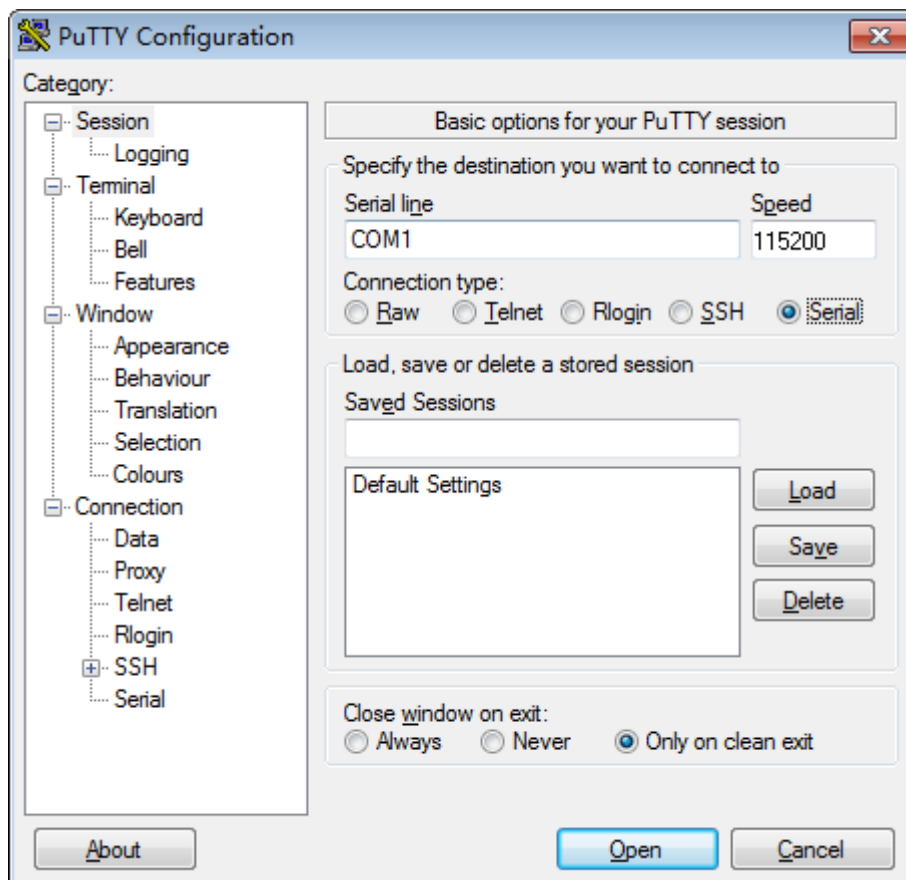 PuTTY Configuration
Category:
Session
Logging
Terminal
Keyboard
Bell
Features
Window
Appearance
Behaviour
Translation
Selection
Colours
Connection
Data
Proxy
Telnet
Rlogin
SSH
Serial
Basic options for your PuTTY session
Specify the destination you want to connect to
Serial line Speed
COM1 115200
Connection type:
Raw Telnet Rlogin SSH Serial
Load, save or delete a stored session
Saved Sessions
Default Settings
Load
Save
Delete
Close window on exit:
Always Never Only on clean exit
About Open Cancel